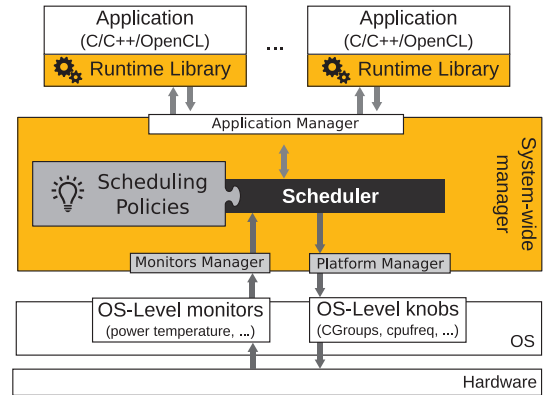 Application
(C/C++/OpenCL)
Runtime Library
...
Application
(C/C++/OpenCL)
Runtime Library
Application Manager
System-wide
manager
Scheduling
Policies
Scheduler
Monitors Manager
Platform Manager
OS-Level monitors
(power temperature, ...)
OS-Level knobs
(CGroups, cpufreq, ...)
OS
Hardware